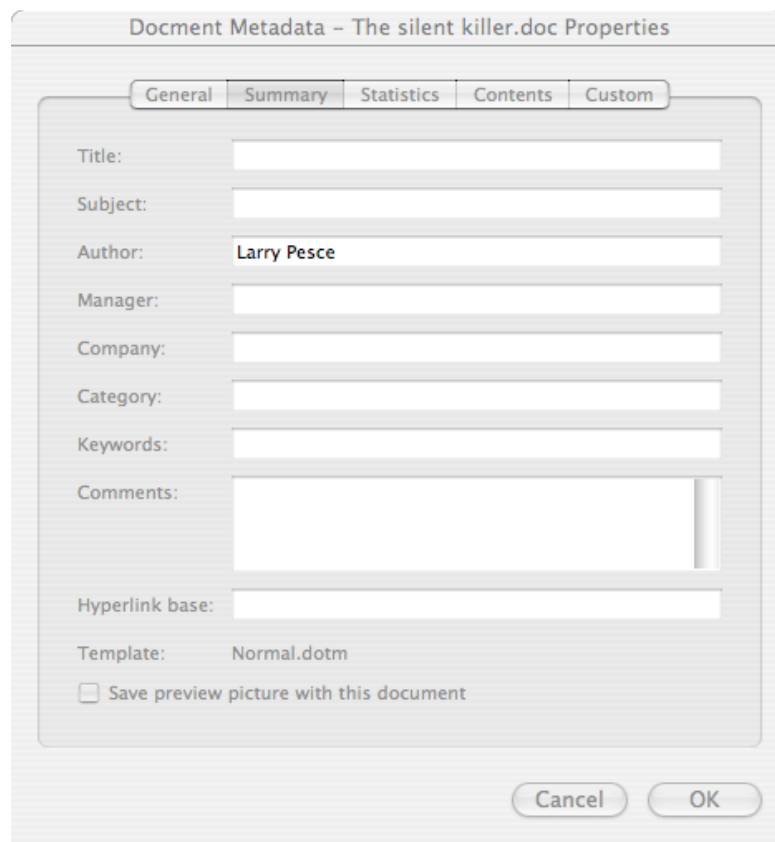 Docment Metadata – The silent killer.doc Properties
General Summary Statistics Contents Custom
Title:
Subject:
Author: Larry Pesce
Manager:
Company:
Category:
Keywords:
Comments:
Hyperlink base:
Template: Normal.dotm
Save preview picture with this document
Cancel OK